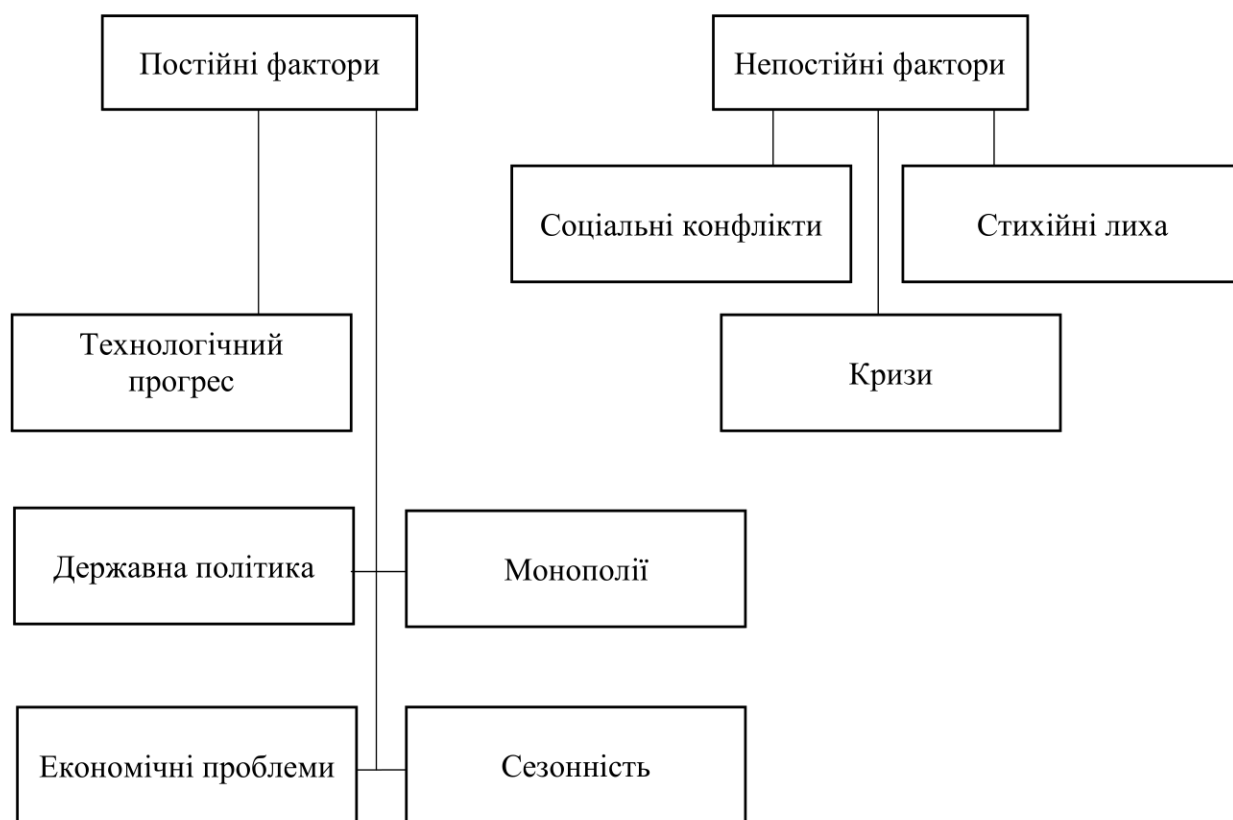 Постійні фактори
Непостійні фактори
Соціальні конфлікти
Стихійні лиха
Технологічний
прогрес
Кризи
Державна політика
Монополії
Економічні проблеми
Сезонність